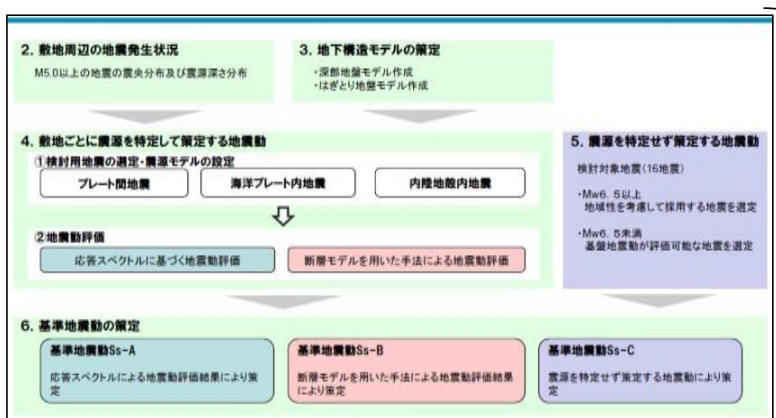 2. 敷地周辺の地震発生状況
M5.0以上の地震の震央分布及び震源深さ分布
3. 地下構造モデルの策定
・深部地盤モデル作成
・はぎとり地盤モデル作成
4. 敷地ごとに震源を特定して策定する地震動
①検討用地震の選定・震源モデルの設定
プレート間地震
海洋プレート内地震
内陸地殻内地震
②地震動評価
応答スペクトルに基づく地震動評価
断層モデルを用いた手法による地震動評価
5. 震源を特定せず策定する地震動
検討対象地震(16地震)
・Mw6. 5以上
地域性を考慮して採用する地震を選定
・Mw6. 5未満
基盤地震動が評価可能な地震を選定
6. 基準地震動の策定
基準地震動Ss-A
応答スペクトルによる地震動評価結果により策
定
基準地震動Ss-B
断層モデルを用いた手法による地震動評価結果
により策定
基準地震動Ss-C
震源を特定せず策定する地震動により策
定